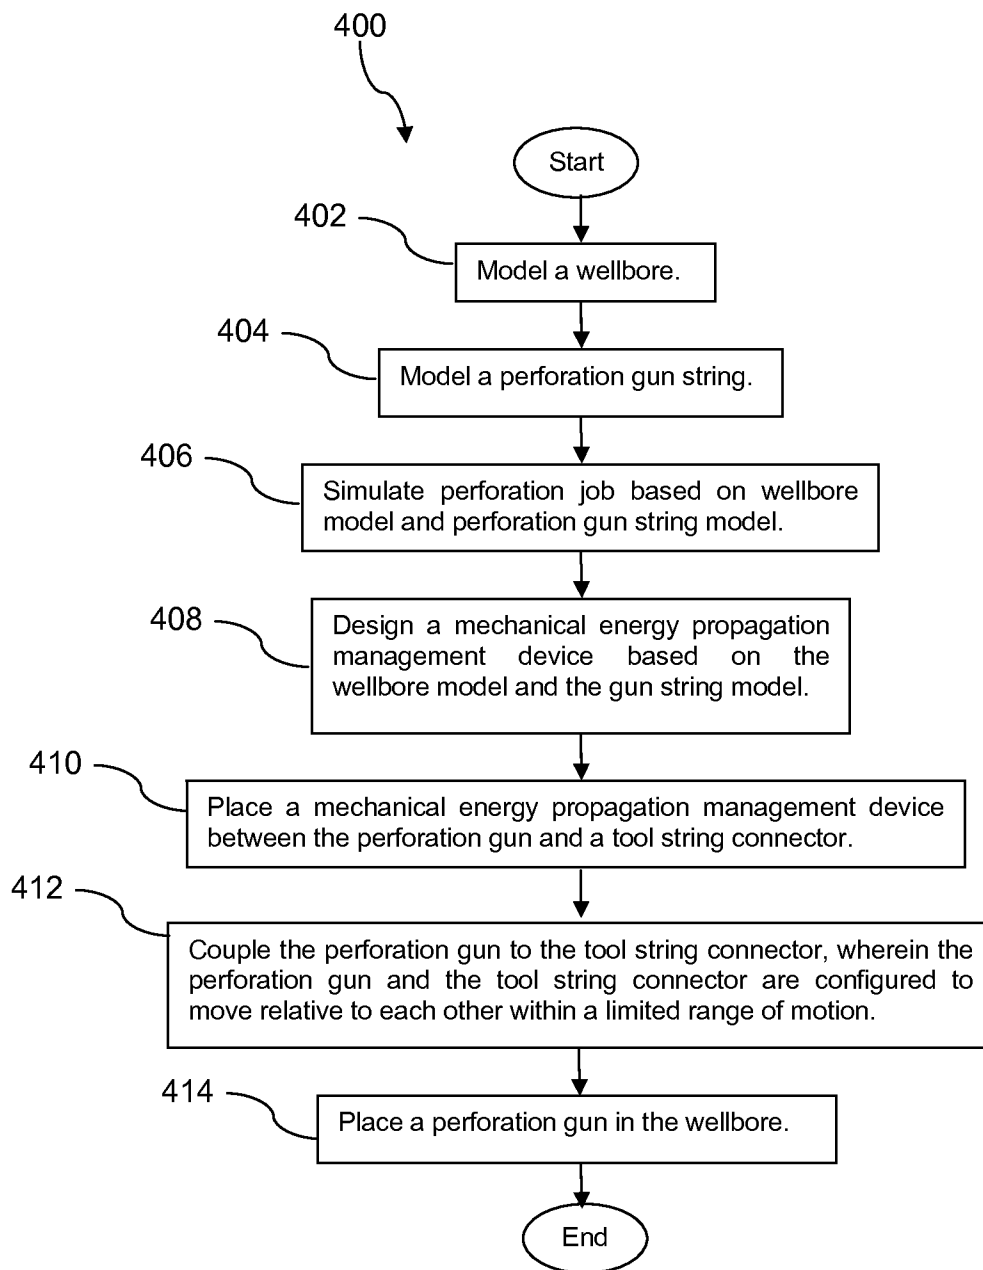 400
Start
402
Model a wellbore.
404
Model a perforation gun string.
406
Simulate perforation job based on wellbore
model and perforation gun string model.
408
Design a mechanical energy propagation
management device based on the
wellbore model and the gun string model.
410
Place a mechanical energy propagation management device
between the perforation gun and a tool string connector.
412
Couple the perforation gun to the tool string connector, wherein the
perforation gun and the tool string connector are configured to
move relative to each other within a limited range of motion.
414
Place a perforation gun in the wellbore.
End